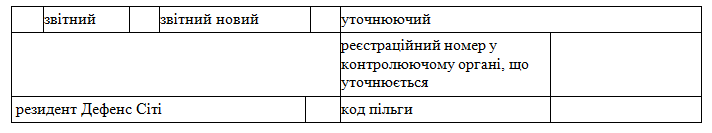 звітний звітний новий уточнюючий
реєстраційний номер у
контролюючому органі, що
уточнюється
резидент Дефенс Сіті код пільги